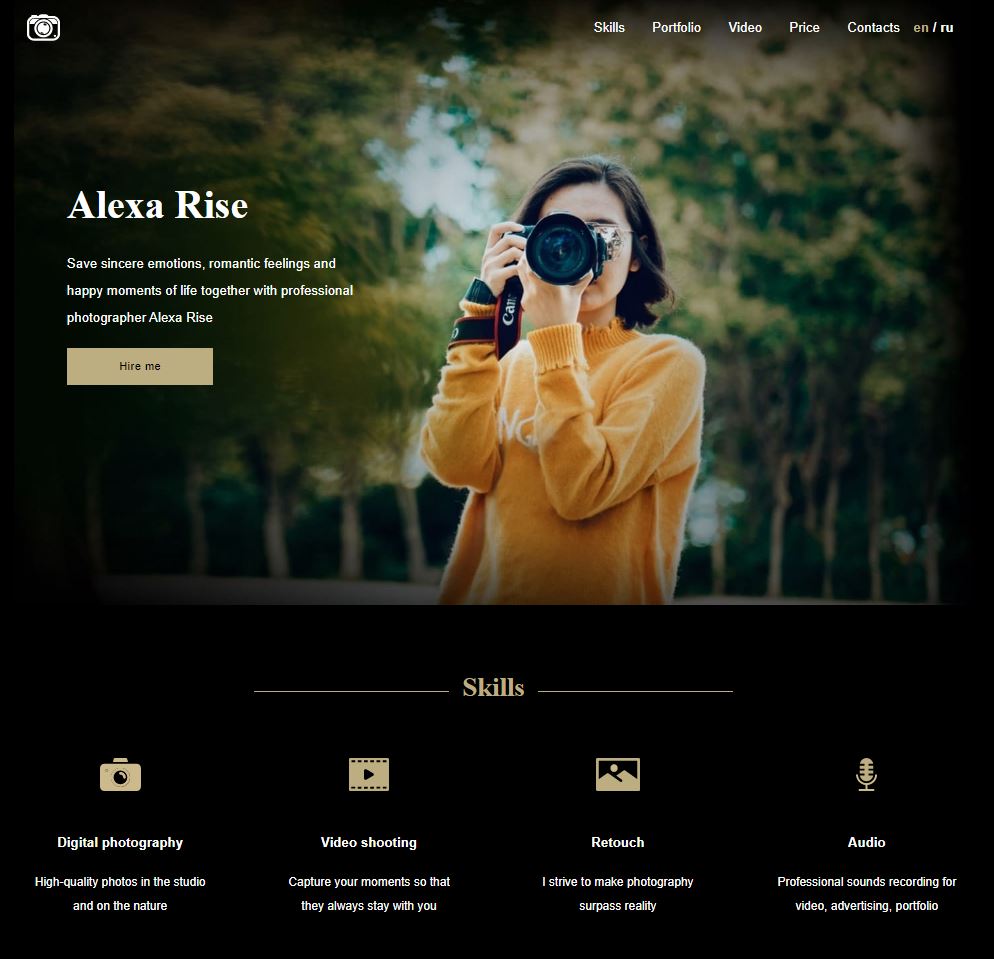 Skills Portfolio Video Price Contacts en / ru
Alexa Rise
Save sincere emotions, romantic feelings and
happy moments of life together with professional
photographer Alexa Rise
Hire me
Skills
Digital photography
High-quality photos in the studio
and on the nature
Video shooting
Capture your moments so that
they always stay with you
Retouch
I strive to make photography
surpass reality
Audio
Professional sounds recording for
video, advertising, portfolio